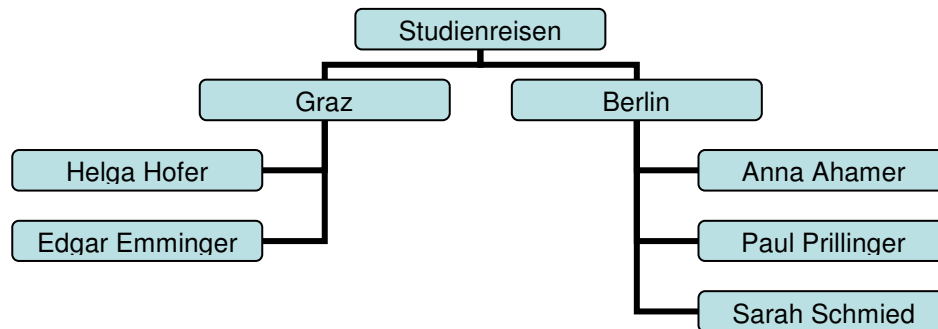 Studienreisen
Graz
Berlin
Helga Hofer
Anna Ahamer
Edgar Emminger
Paul Prillinger
Sarah Schmied